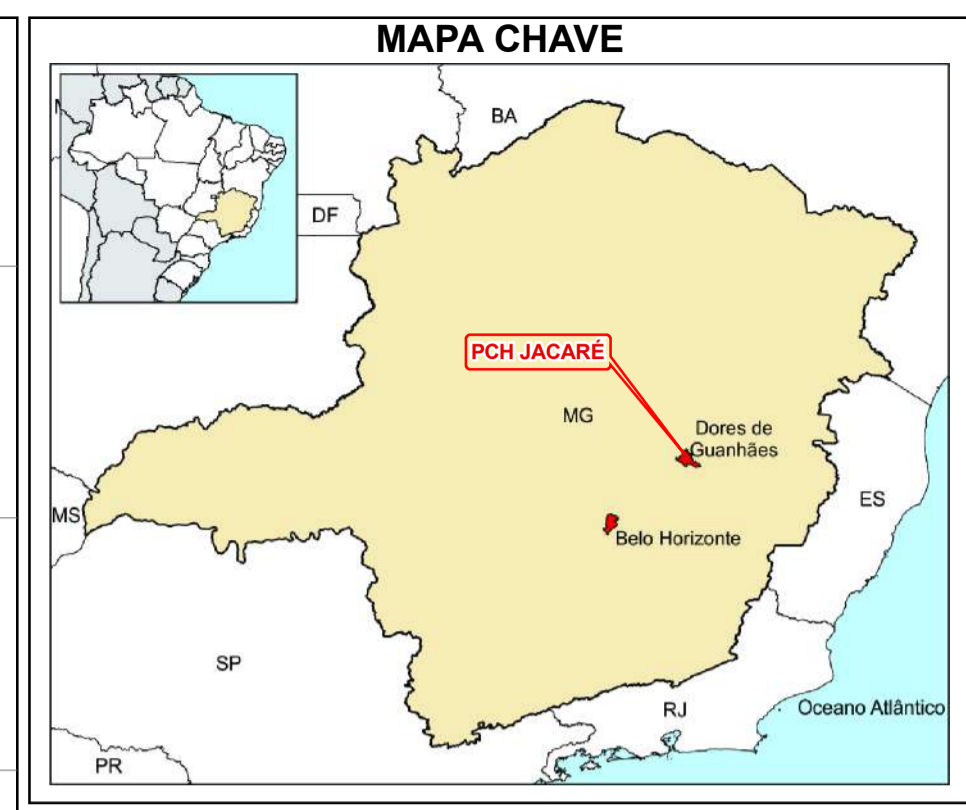 MAPA CHAVE
BA
DF
PCH JACARÉ
MG
Dores de
Guanhães
ES
MS
Belo Horizonte
SP
RJ
Oceano Atlântico
PR